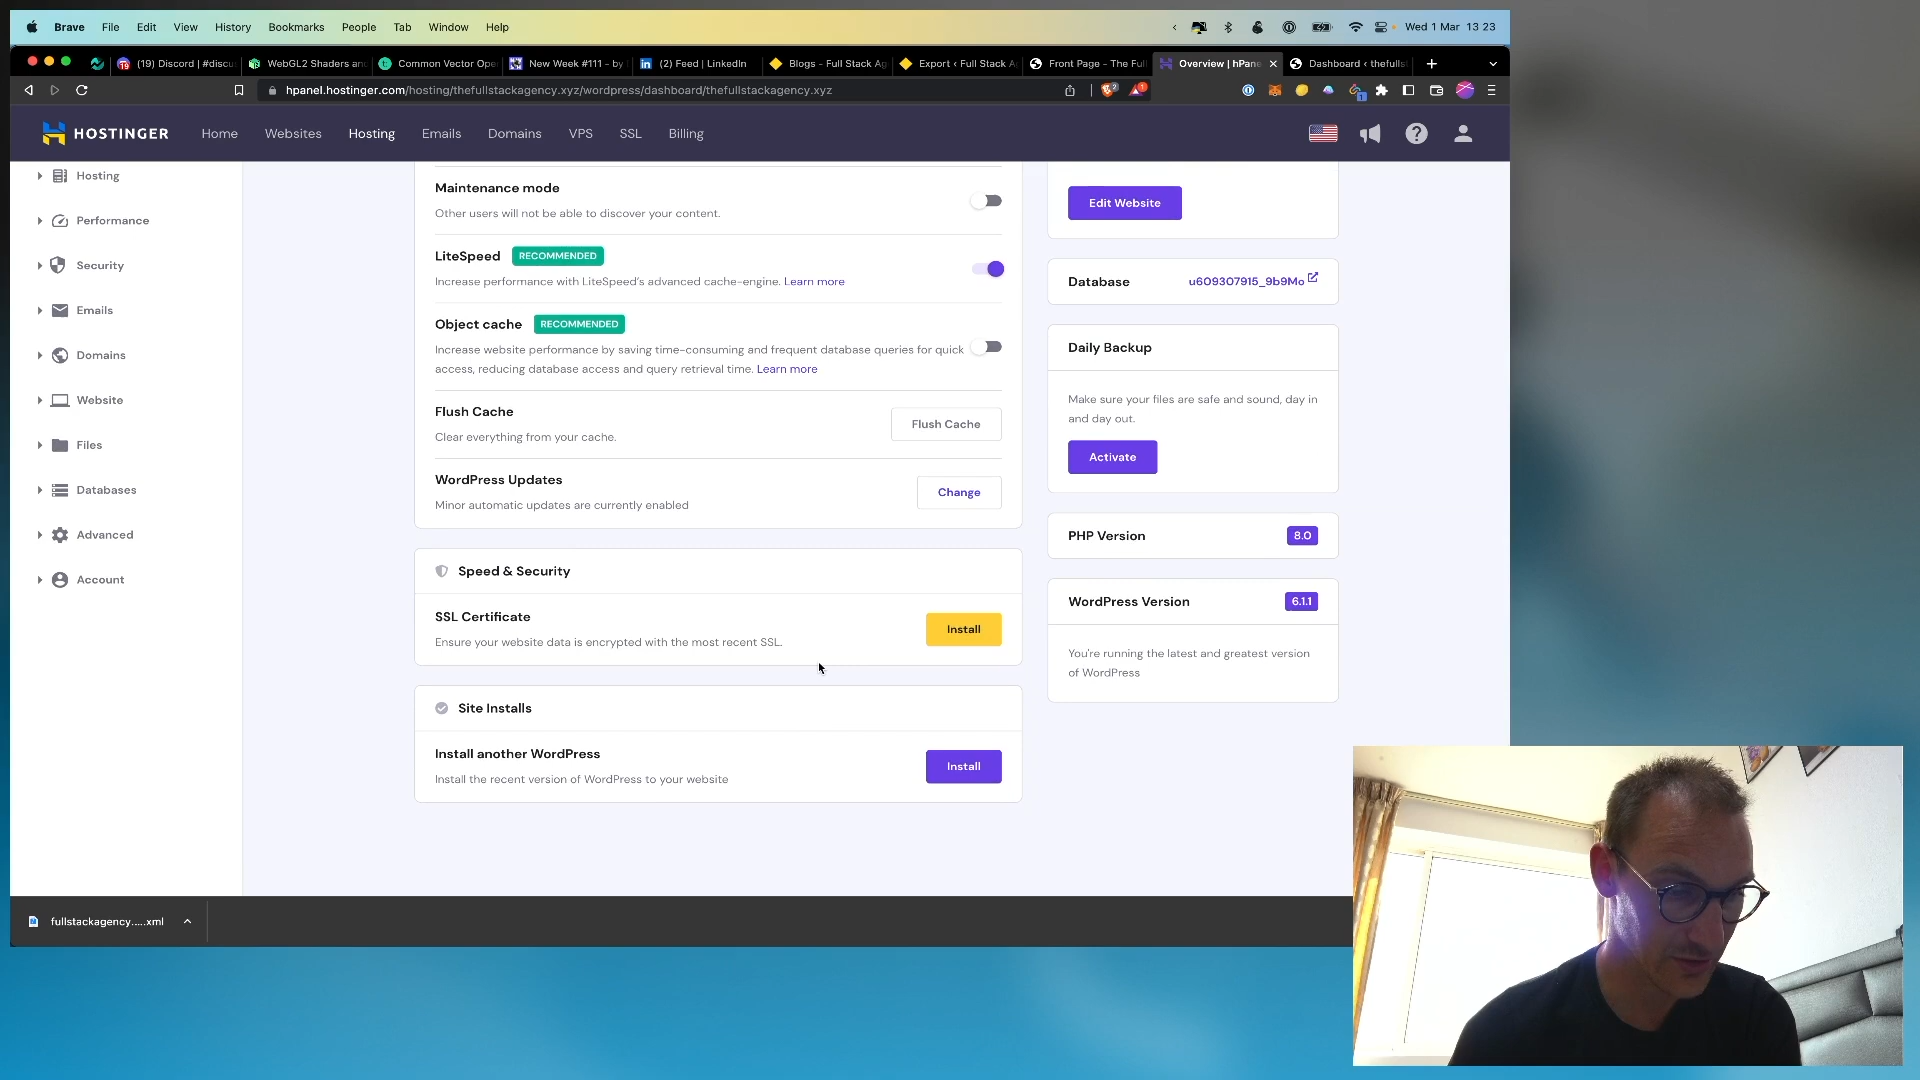 Brave File Edit View History Bookmarks People Tab Window Help
Wed 1 Mar 13 23
(19) Discord | #discu
WebGL2 Shaders and
Common Vector Ope
New Week #111 - by
(2) Feed | LinkedIn
Blogs - Full Stack Ag
Export ‹ Full Stack A
Front Page - The Full
Overview | hPane
Dashboard ‹ thefulls
hpanel.hostinger.com/hosting/thefullstackagency.xyz/wordpress/dashboard/thefullstackagency.xyz
HOSTINGER
Home Websites Hosting Emails Domains VPS SSL Billing
Hosting
Performance
Security
Emails
Domains
Website
Files
Databases
Advanced
Account
Maintenance mode
Other users will not be able to discover your content.
LiteSpeed RECOMMENDED
Increase performance with LiteSpeed's advanced cache-engine. Learn more
Object cache RECOMMENDED
Increase website performance by saving time-consuming and frequent database queries for quick
access, reducing database access and query retrieval time. Learn more
Flush Cache
Clear everything from your cache.
Flush Cache
WordPress Updates
Minor automatic updates are currently enabled
Change
Speed & Security
SSL Certificate
Ensure your website data is encrypted with the most recent SSL.
Install
Site Installs
Install another WordPress
Install the recent version of WordPress to your website
Install
Edit Website
Database u609307915_9b9Mo
Daily Backup
Make sure your files are safe and sound, day in
and day out.
Activate
PHP Version 8.0
WordPress Version 6.1.1
You're running the latest and greatest version
of WordPress
fullstackagency.....xml